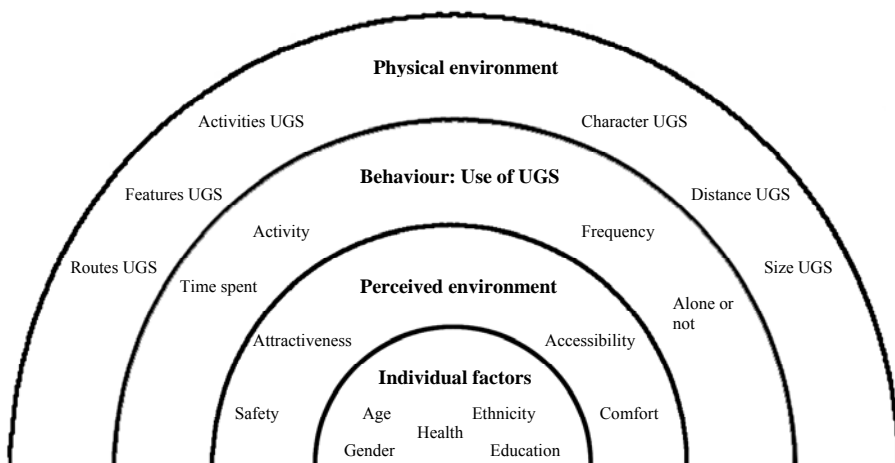 Physical environment
Activities UGS
Character UGS
Behaviour: Use of UGS
Features UGS
Distance UGS
Activity
Frequency
Routes UGS
Size UGS
Time spent
Perceived environment
Alone or
not
Attractiveness
Accessibility
Individual factors
Safety
Age
Ethnicity
Comfort
Health
Gender
Education